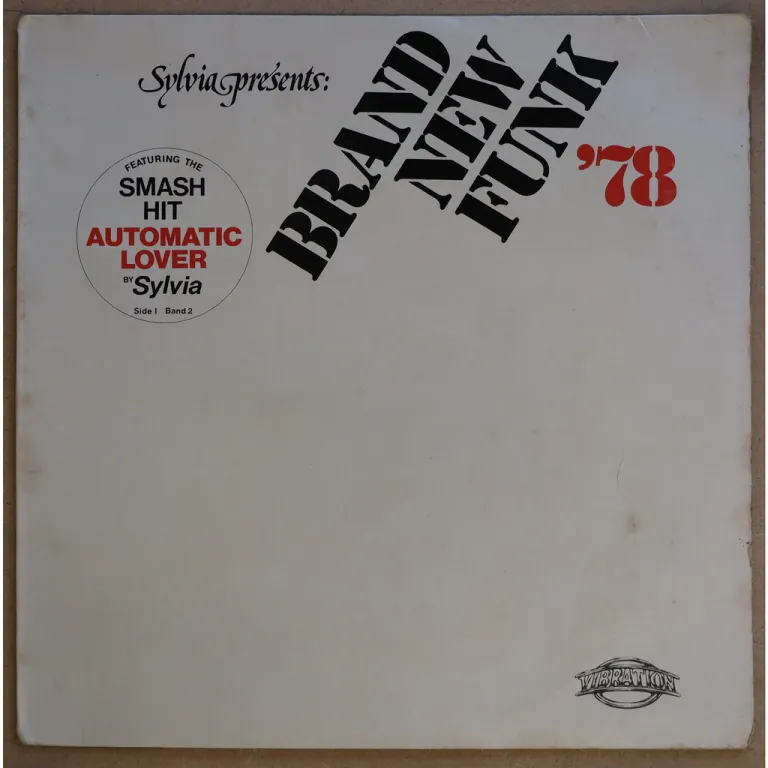 Sylvia presents:
BRAND
NEW
FUNK
'78
FEATURING THE
SMASH
HIT
AUTOMATIC
LOVER
BY Sylvia
Side I Band 2
VIBRATION